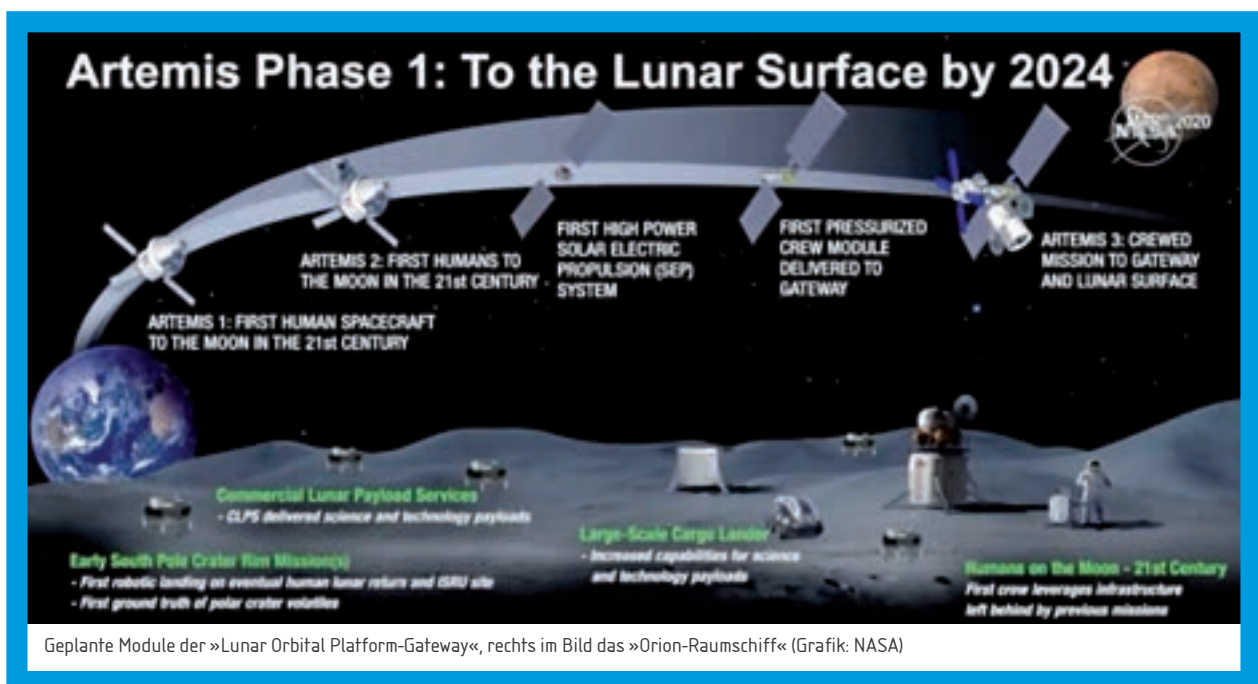 Artemis Phase 1: To the Lunar Surface by 2024
2020
ARTEMIS 1: FIRST HUMAN SPACECRAFT
TO THE MOON IN THE 21st CENTURY
ARTEMIS 2: FIRST HUMANS TO
THE MOON IN THE 21st CENTURY
FIRST HIGH POWER
SOLAR ELECTRIC
PROPULSION (SEP)
SYSTEM
FIRST PRESSURIZED
CREW MODULE
DELIVERED TO
GATEWAY
ARTEMIS 3: CREWED
MISSION TO GATEWAY
AND LUNAR SURFACE
Commercial Lunar Payload Services
- CLPS delivered science and technology payloads
Early South Pole Crater Rim Mission(s)
- First robotic landing on eventual human lunar return and ISRU site
- First ground truth of polar crater volatiles
Large-Scale Cargo Lander
- Increased capabilities for science
and technology payloads
Humans on the Moon - 21st Century
First crew leverages infrastructure
left behind by previous missions
Geplante Module der »Lunar Orbital Platform-Gateway«, rechts im Bild das »Orion-Raumschiff« (Grafik: NASA)